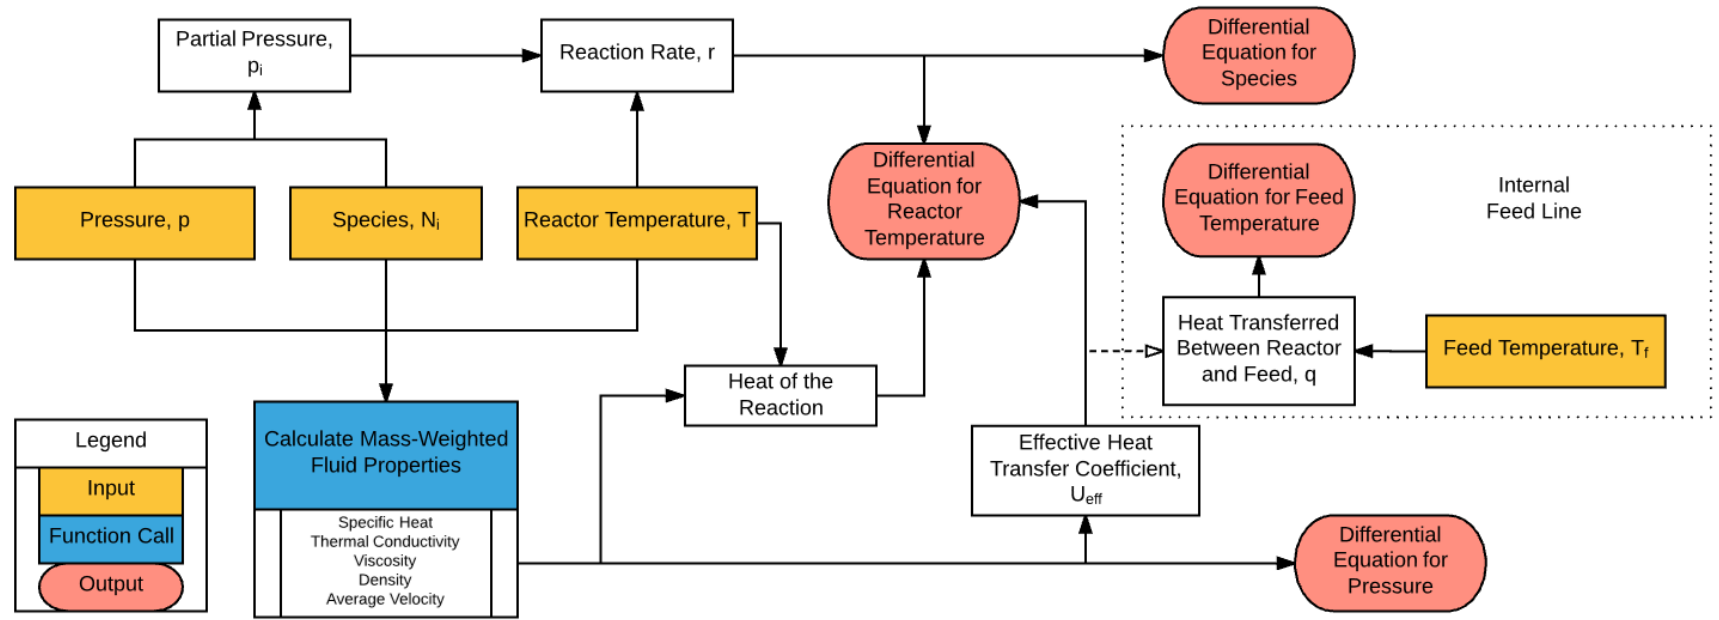 Partial Pressure,
pᵢ
Reaction Rate, r
Differential
Equation for
Species
Pressure, p
Species, Nᵢ
Reactor Temperature, T
Differential
Equation for
Reactor
Temperature
Differential
Equation for Feed
Temperature
Internal
Feed Line
Heat Transferred
Between Reactor
and Feed, q
Feed Temperature, T_f
Heat of the
Reaction
Effective Heat
Transfer Coefficient,
U_eff
Calculate Mass-Weighted
Fluid Properties
Specific Heat
Thermal Conductivity
Viscosity
Density
Average Velocity
Differential
Equation for
Pressure
Legend
Input
Function Call
Output